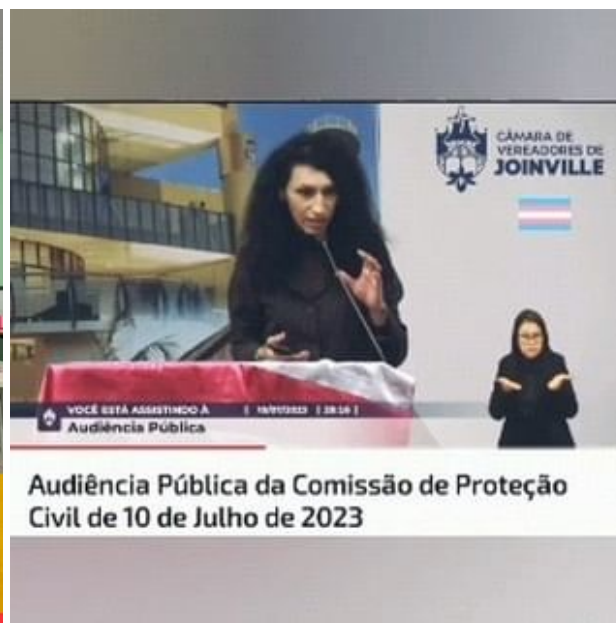 CÂMARA DE
VEREADORES DE
JOINVILLE
VOCÊ ESTÁ ASSISTINDO À
Audiência Pública
Audiência Pública da Comissão de Proteção
Civil de 10 de Julho de 2023